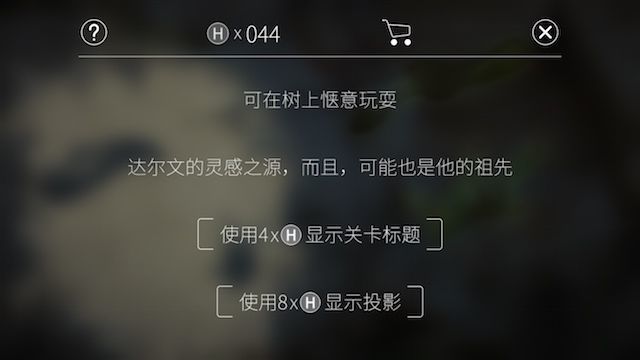 ? H x 044
可在树上惬意玩耍
达尔文的灵感之源，而且，可能也是他的祖先
使用4xH显示关卡标题
使用8xH显示投影